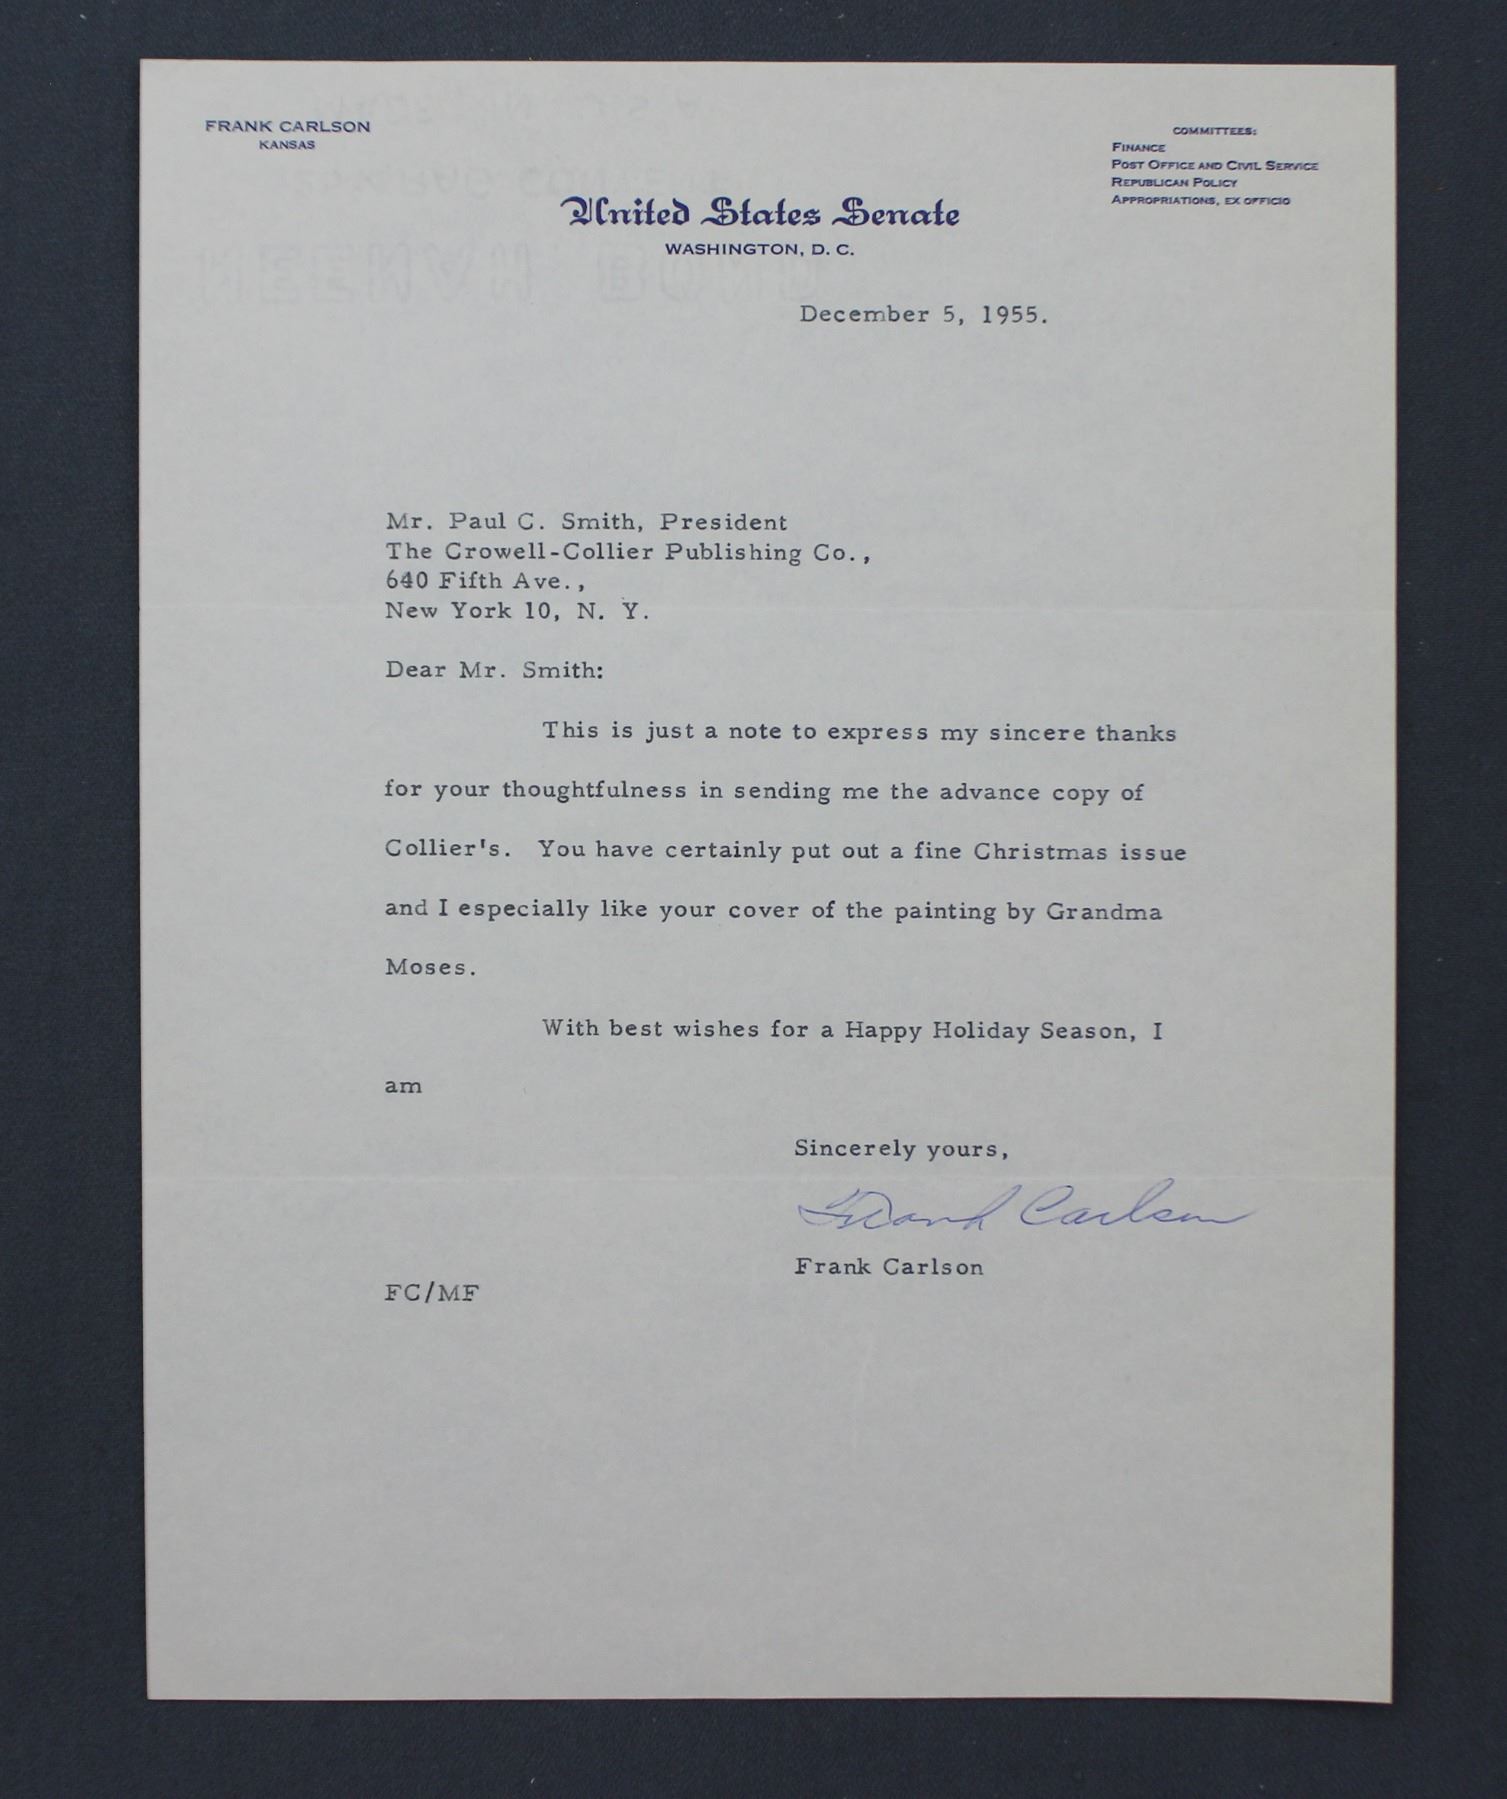 FRANK CARLSON
KANSAS
COMMITTEES:
FINANCE
POST OFFICE AND CIVIL SERVICE
REPUBLICAN POLICY
APPROPRIATIONS, EX OFFICIO
United States Senate
WASHINGTON, D. C.
December 5, 1955.
Mr. Paul C. Smith, President
The Crowell-Collier Publishing Co.,
640 Fifth Ave.,
New York 10, N. Y.
Dear Mr. Smith:
This is just a note to express my sincere thanks
for your thoughtfulness in sending me the advance copy of
Collier's. You have certainly put out a fine Christmas issue
and I especially like your cover of the painting by Grandma
Moses.
With best wishes for a Happy Holiday Season, I
am
Sincerely yours,
Frank Carlson
Frank Carlson
FC/MF
NEENAH BOND